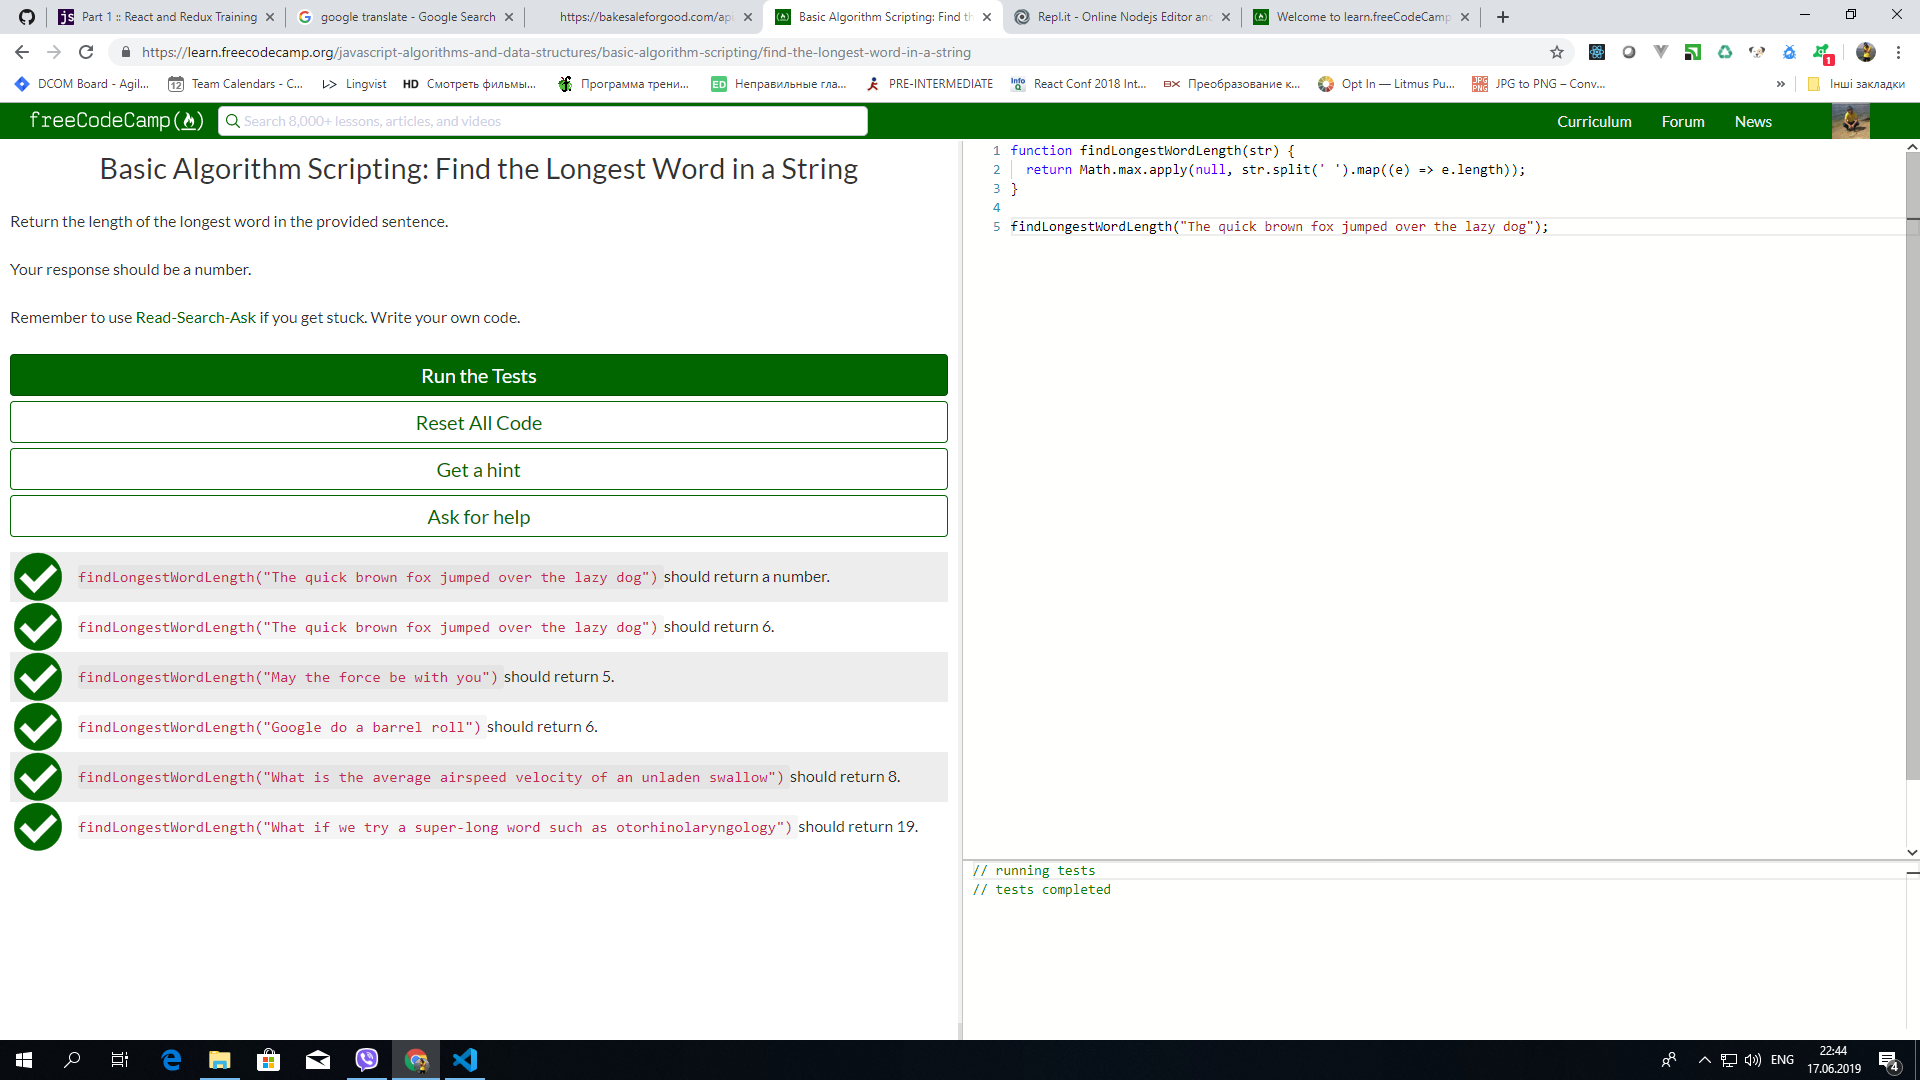 Part 1 :: React and Redux Training
google translate - Google Search
https://bakesaleforgood.com/ap
Basic Algorithm Scripting: Find th
Repl.it - Online Nodejs Editor and
Welcome to learn.freeCodeCamp
https://learn.freecodecamp.org/javascript-algorithms-and-data-structures/basic-algorithm-scripting/find-the-longest-word-in-a-string
1
DCOM Board - Agil...
12 Team Calendars - C...
Lingvist
HD Смотреть фильмы...
Программа трени...
ED Неправильные гла...
PRE-INTERMEDIATE
React Conf 2018 Int...
Преобразование к...
Opt In — Litmus Pu...
JPG to PNG – Conv...
»
Інші закладки
freeCodeCamp
Search 8,000+ lessons, articles, and videos
Curriculum
Forum
News
Basic Algorithm Scripting: Find the Longest Word in a String
Return the length of the longest word in the provided sentence.
Your response should be a number.
Remember to use Read-Search-Ask if you get stuck. Write your own code.
Run the Tests
Reset All Code
Get a hint
Ask for help
findLongestWordLength("The quick brown fox jumped over the lazy dog") should return a number.
findLongestWordLength("The quick brown fox jumped over the lazy dog") should return 6.
findLongestWordLength("May the force be with you") should return 5.
findLongestWordLength("Google do a barrel roll") should return 6.
findLongestWordLength("What is the average airspeed velocity of an unladen swallow") should return 8.
findLongestWordLength("What if we try a super-long word such as otorhinolaryngology") should return 19.
1 function findLongestWordLength(str) {
2 return Math.max.apply(null, str.split(' ').map((e) => e.length));
3 }
4
5 findLongestWordLength("The quick brown fox jumped over the lazy dog");
// running tests
// tests completed
ENG
22:44
17.06.2019
4